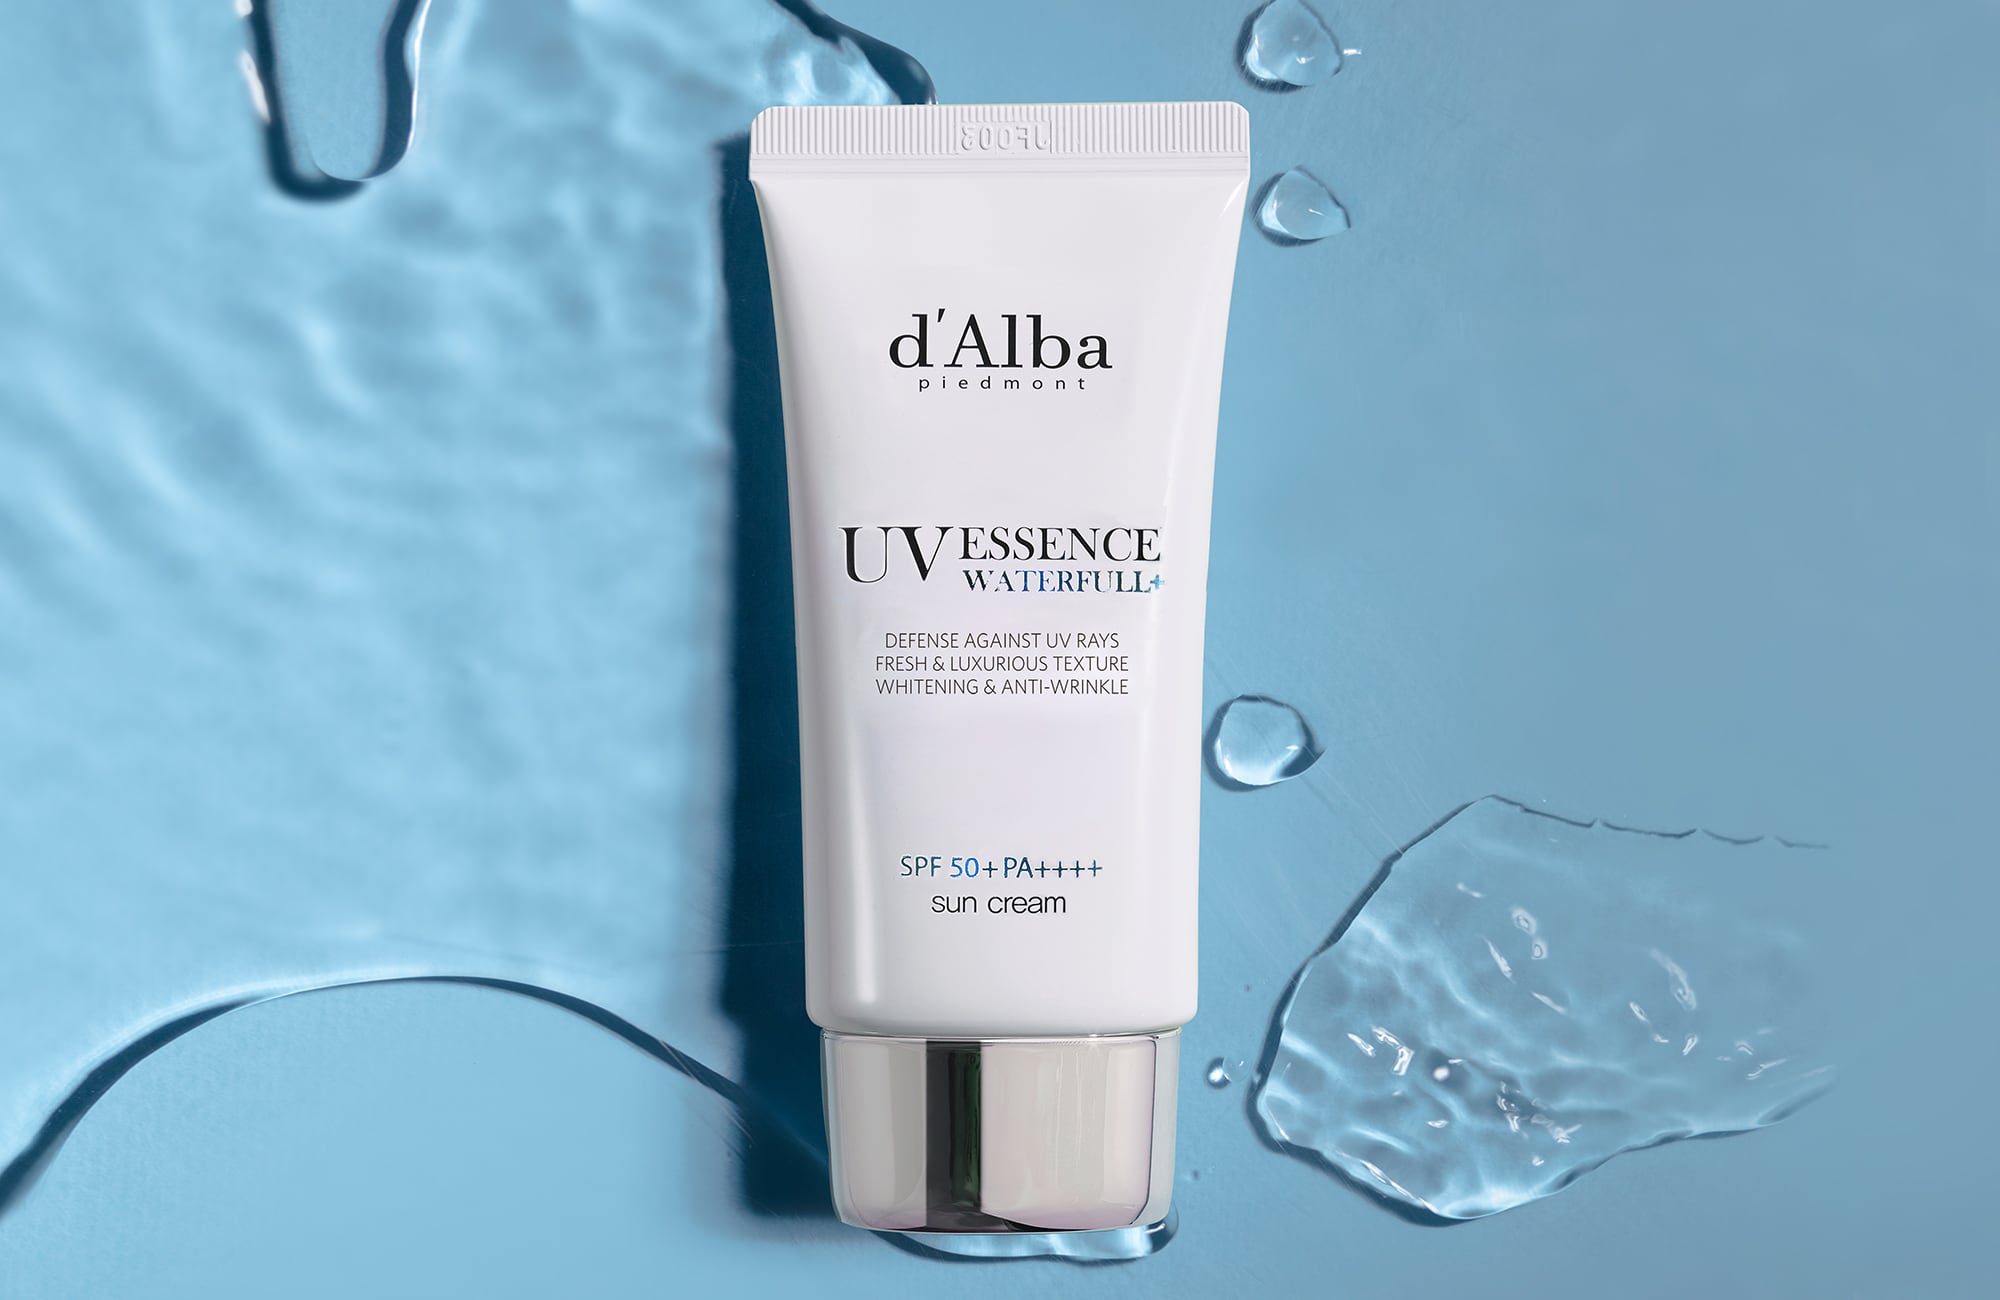 JF003
d'Alba
piedmont
UV ESSENCE
WATERFULL+
DEFENSE AGAINST UV RAYS
FRESH & LUXURIOUS TEXTURE
WHITENING & ANTI-WRINKLE
SPF 50+ PA++++
sun cream